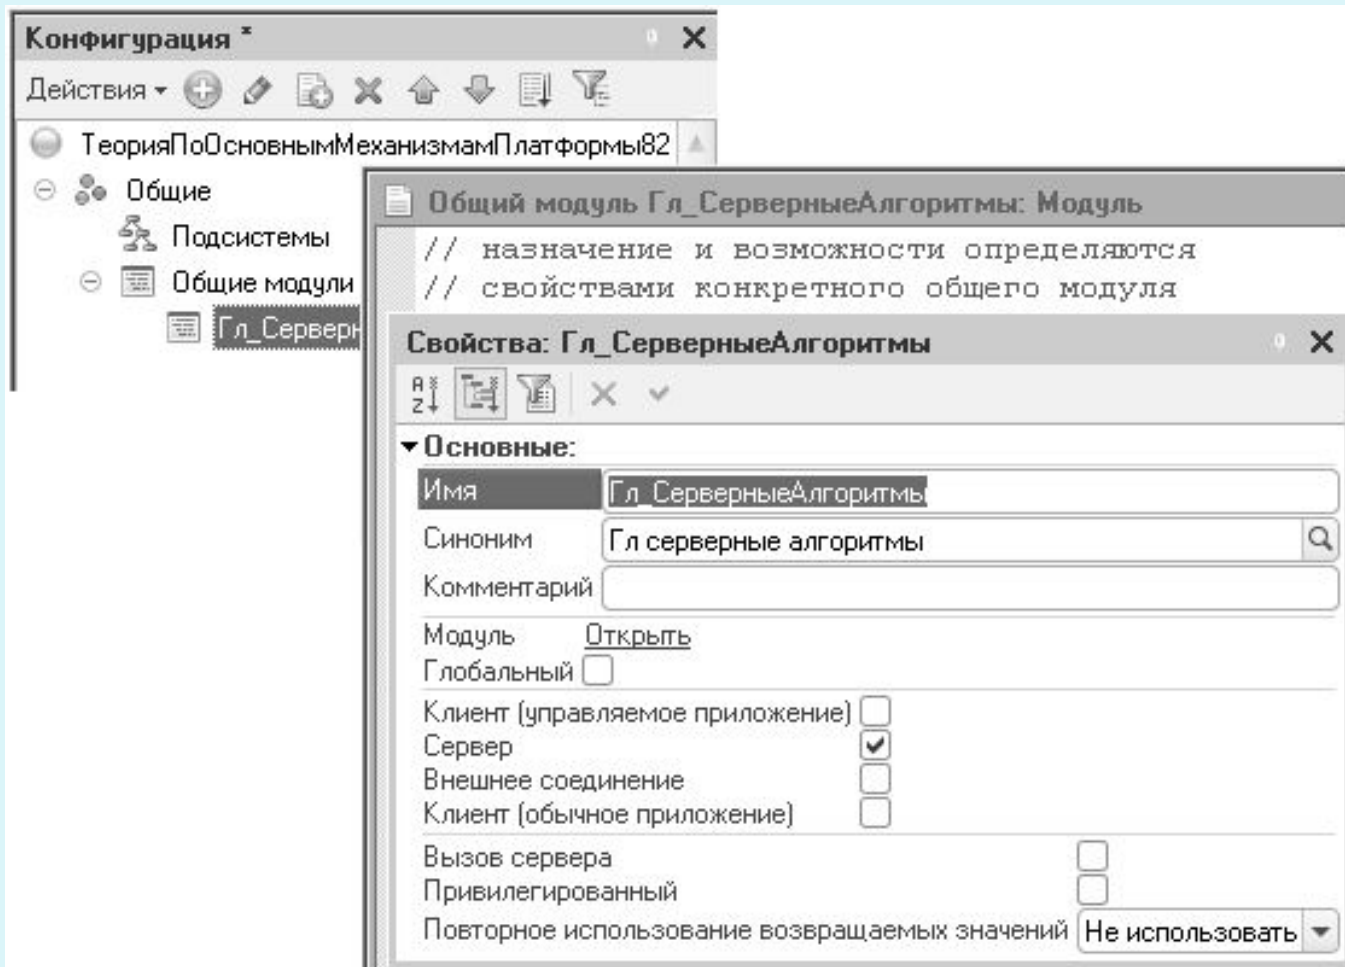 Конфигурация *
Действия
ТеорияПоОсновнымМеханизмамПлатформы82
Общие
Подсистемы
Общие модули
Гл_Серверн
Общий модуль Гл_СерверныеАлгоритмы: Модуль
// назначение и возможности определяются
// свойствами конкретного общего модуля
Свойства: Гл_СерверныеАлгоритмы
Основные:
Имя Гл_СерверныеАлгоритмы
Синоним Гл серверные алгоритмы
Комментарий
Модуль Открыть
Глобальный
Клиент (управляемое приложение)
Сервер
Внешнее соединение
Клиент (обычное приложение)
Вызов сервера
Привилегированный
Повторное использование возвращаемых значений Не использовать